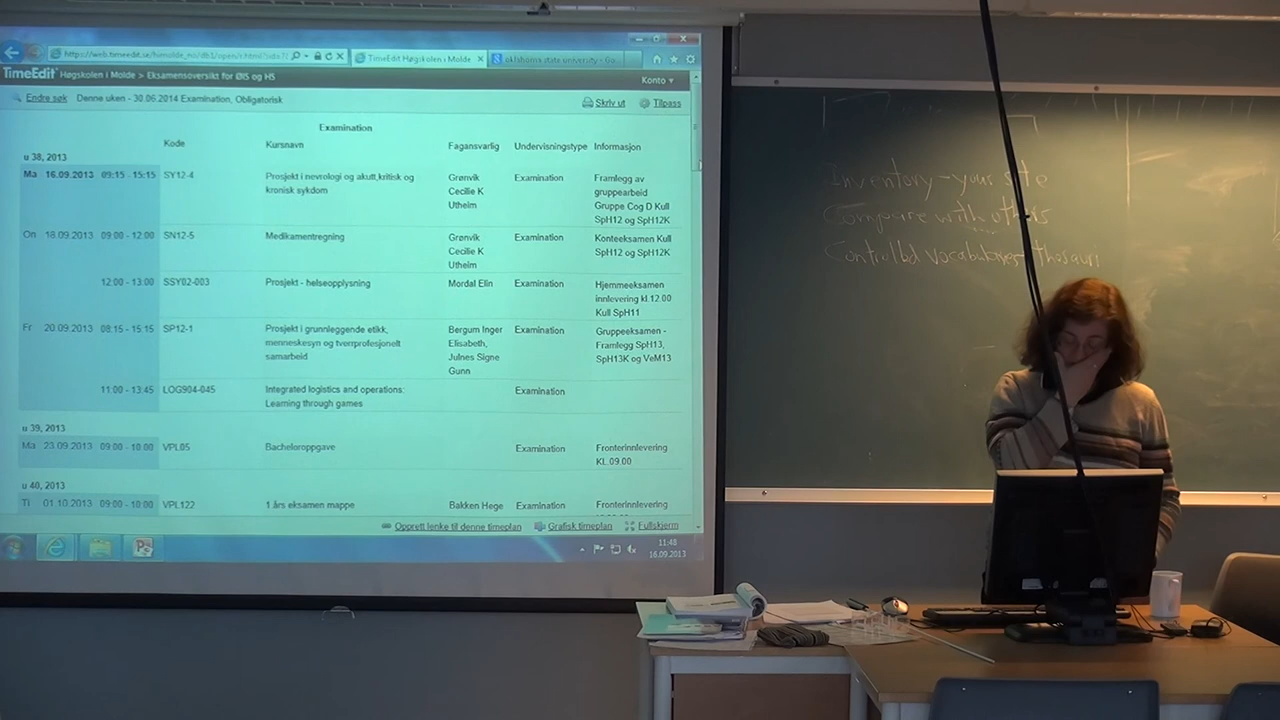 TimeEdit Høgskolen i Molde
oklahoma state university - Go...
TimeEdit Høgskolen i Molde > Eksamensoversikt for ØIS og HS
Konto
Endre søk Denne uken - 30.06.2014 Examination, Obligatorisk
Skriv ut Tilpass
Examination
Kode Kursnavn Fagansvarlig Undervisningstype Informasjon
u 38, 2013
Ma 16.09.2013 09:15 - 15:15 SY12-4 Prosjekt i nevrologi og akutt,kritisk og Grønvik Examination Framlegg av
kronisk sykdom Cecilie K gruppearbeid
Utheim Gruppe Cog D Kull
SpH12 og SpH12K
On 18.09.2013 09:00 - 12:00 SN12-5 Medikamentregning Grønvik Examination Konteeksamen Kull
Cecilie K SpH12 og SpH12K
Utheim
12:00 - 13:00 SSY02-003 Prosjekt - helseopplysning Mordal Elin Examination Hjemmeeksamen
innlevering kl.12.00
Kull SpH11
Fr 20.09.2013 08:15 - 15:15 SP12-1 Prosjekt i grunnleggende etikk, Bergum Inger Examination Gruppeeksamen -
menneskesyn og tverrprofesjonelt Elisabeth, Framlegg SpH13,
samarbeid Julnes Signe SpH13K og VeM13
Gunn
11:00 - 13:45 LOG904-045 Integrated logistics and operations: Examination
Learning through games
u 39, 2013
Ma 23.09.2013 09:00 - 10:00 VPL05 Bacheloroppgave Examination Fronterinnlevering
KL.09.00
u 40, 2013
Ti 01.10.2013 09:00 - 10:00 VPL122 1.års eksamen mappe Bakken Hege Examination Fronterinnlevering
Opprett lenke til denne timeplan Grafisk timeplan Fullskjerm
11:48
16.09.2013
Inventory - your site
Compare with others
Controlled vocabularies thesauri